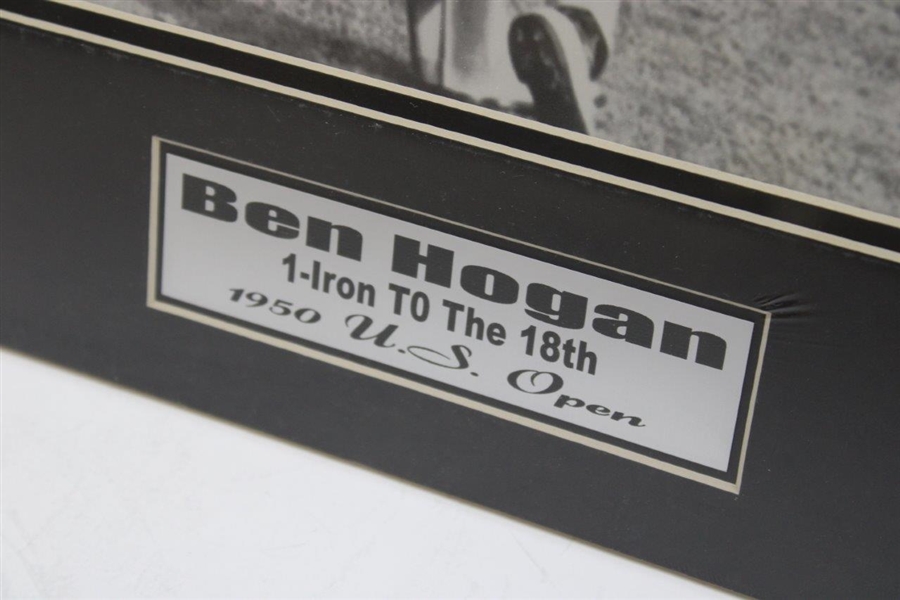 Ben Hogan
1-Iron T0 The 18th
1950 U.S. Open